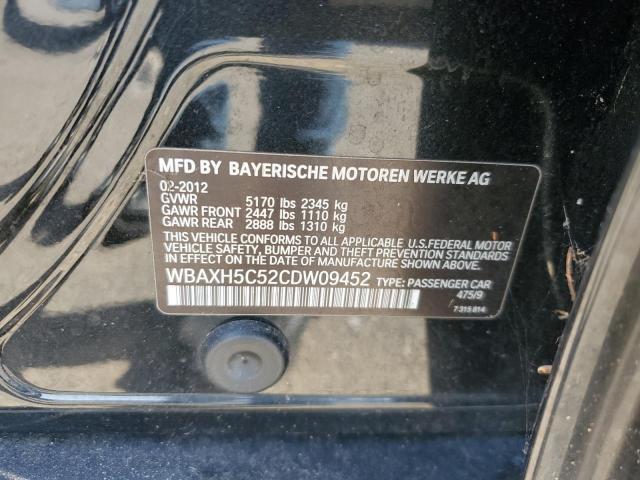 MFD BY BAYERISCHE MOTOREN WERKE AG
02-2012
GVWR 5170 lbs 2345 kg
GAWR FRONT 2447 lbs 1110 kg
GAWR REAR 2888 lbs 1310 kg
THIS VEHICLE CONFORMS TO ALL APPLICABLE U.S. FEDERAL MOTOR
VEHICLE SAFETY, BUMPER AND THEFT PREVENTION STANDARDS
IN EFFECT ON THE DATE OF MANUFACTURE SHOWN ABOVE.
WBAXH5C52CDW09452 TYPE: PASSENGER CAR
475/9
7 315 814